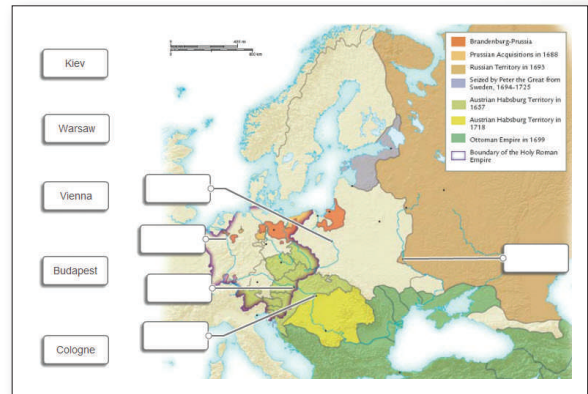 Kiev
Warsaw
Vienna
Budapest
Cologne
Brandenburg-Prussia
Prussian Acquisitions in 1688
Russian Territory in 1693
Seized by Peter the Great from
Sweden, 1694-1725
Austrian Habsburg Territory in
1657
Austrian Habsburg Territory in
1718
Ottoman Empire in 1699
Boundary of the Holy Roman
Empire